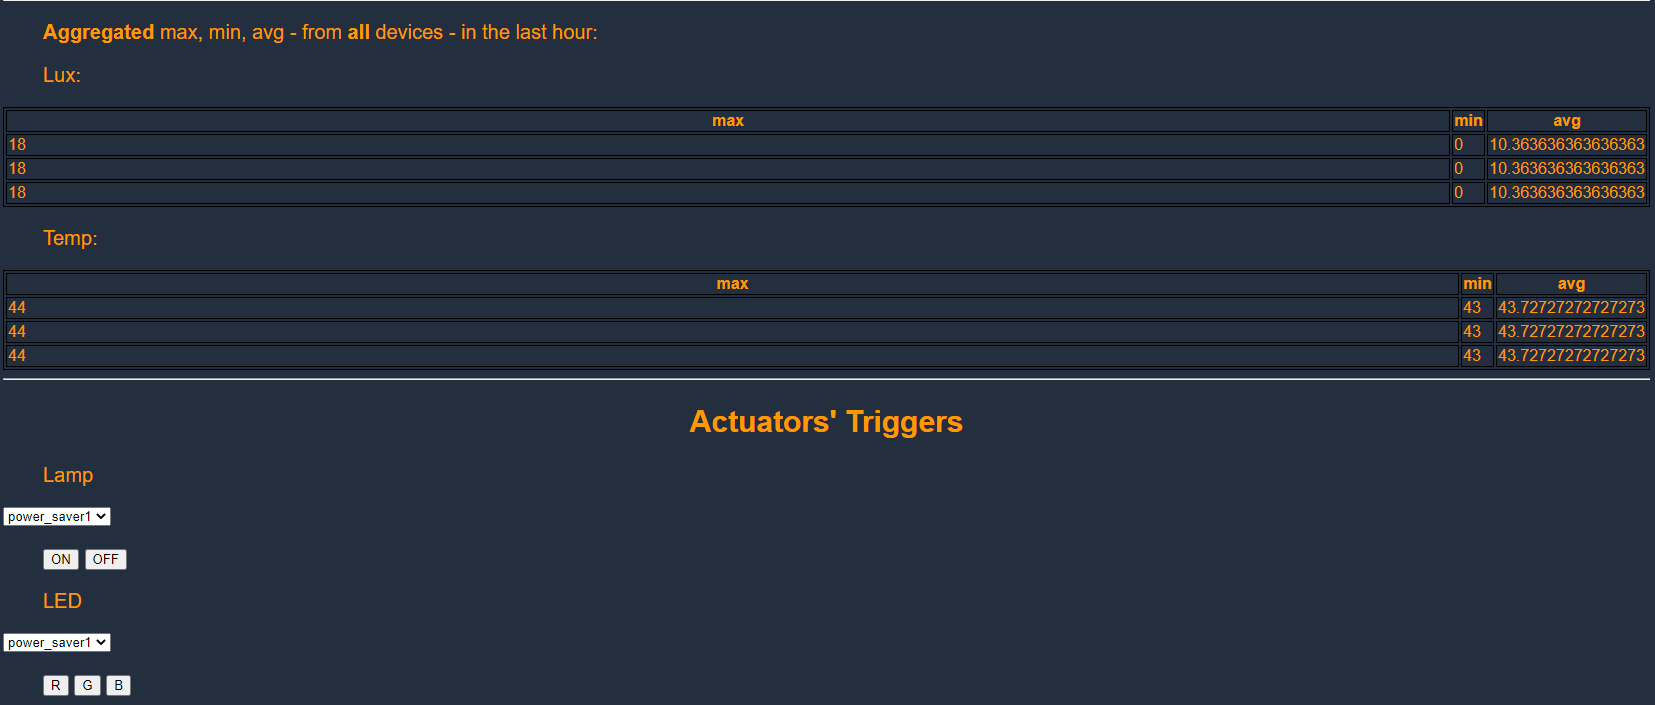 Aggregated max, min, avg - from all devices - in the last hour:
Lux:
max min avg
18 0 10.363636363636363
18 0 10.363636363636363
18 0 10.363636363636363
Temp:
max min avg
44 43 43.72727272727273
44 43 43.72727272727273
44 43 43.72727272727273
Actuators' Triggers
Lamp
power_saver1
ON OFF
LED
power_saver1
R G B